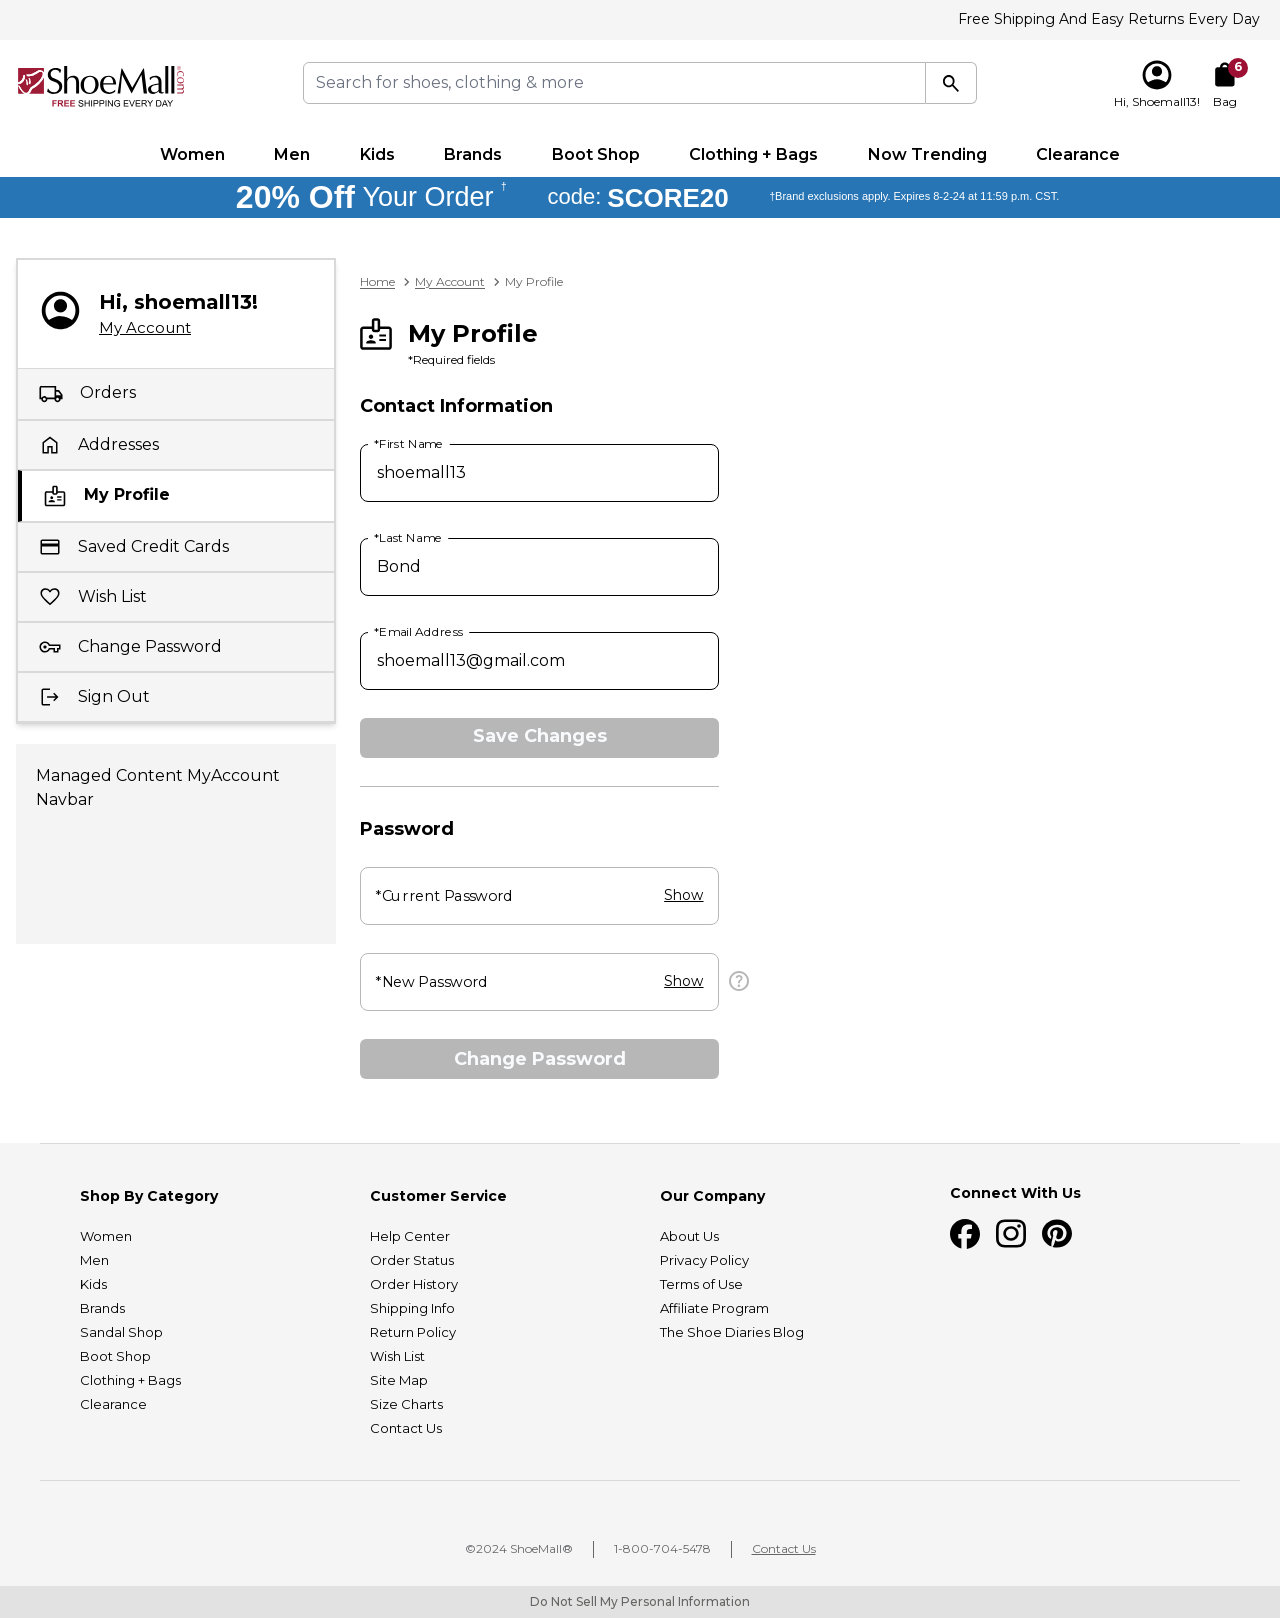 Free Shipping And Easy Returns Every Day
ShoeMall®.com
FREE SHIPPING EVERY DAY
Search for shoes, clothing & more
Hi, Shoemall13!
6
Bag
Women Men Kids Brands Boot Shop Clothing + Bags Now Trending Clearance
20% Off Your Order † code: SCORE20 †Brand exclusions apply. Expires 8-2-24 at 11:59 p.m. CST.
Hi, shoemall13!
My Account
Orders
Addresses
My Profile
Saved Credit Cards
Wish List
Change Password
Sign Out
Managed Content MyAccount
Navbar
Home > My Account > My Profile
My Profile
*Required fields
Contact Information
*First Name
shoemall13
*Last Name
Bond
*Email Address
shoemall13@gmail.com
Save Changes
Password
*Current Password Show
*New Password Show
?
Change Password
Shop By Category
Women
Men
Kids
Brands
Sandal Shop
Boot Shop
Clothing + Bags
Clearance
Customer Service
Help Center
Order Status
Order History
Shipping Info
Return Policy
Wish List
Site Map
Size Charts
Contact Us
Our Company
About Us
Privacy Policy
Terms of Use
Affiliate Program
The Shoe Diaries Blog
Connect With Us
©2024 ShoeMall® | 1-800-704-5478 | Contact Us
Do Not Sell My Personal Information